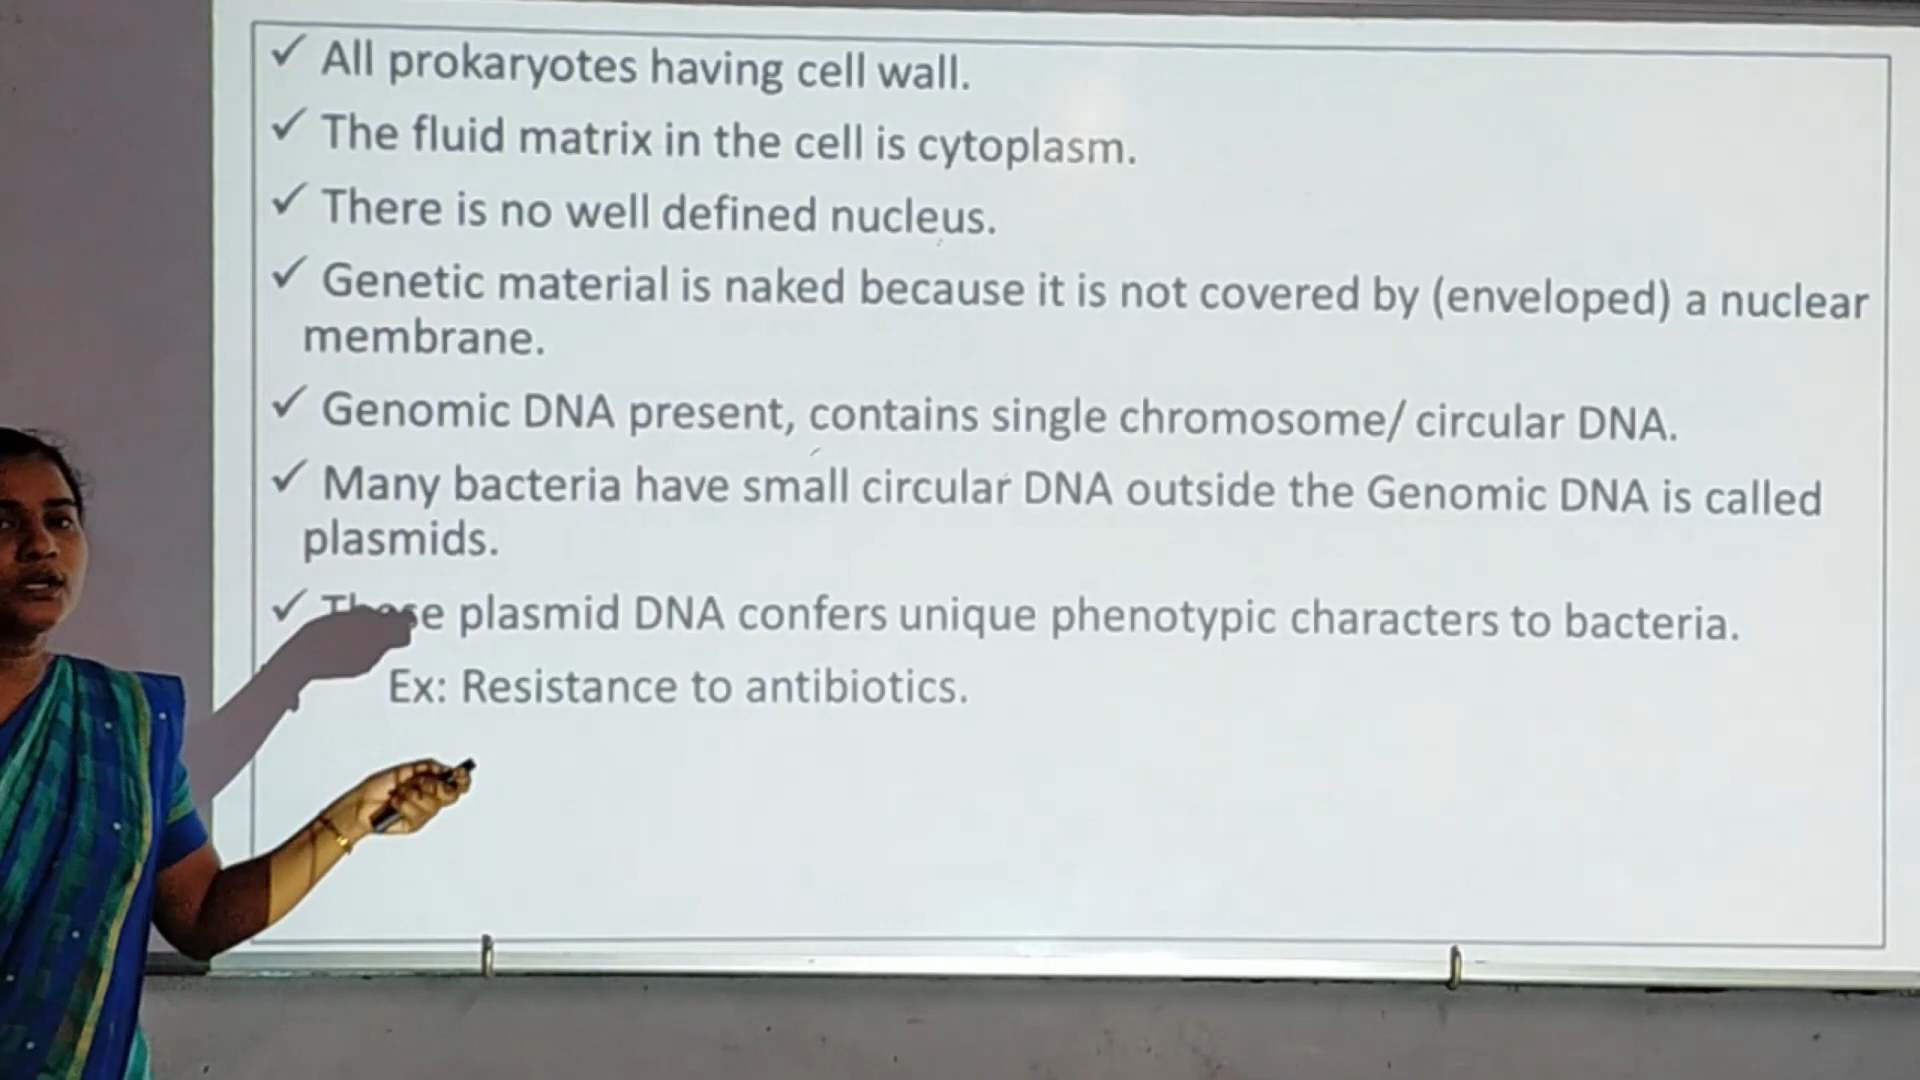 ✓ All prokaryotes having cell wall.
✓ The fluid matrix in the cell is cytoplasm.
✓ There is no well defined nucleus.
✓ Genetic material is naked because it is not covered by (enveloped) a nuclear
membrane.
✓ Genomic DNA present, contains single chromosome/ circular DNA.
✓ Many bacteria have small circular DNA outside the Genomic DNA is called
plasmids.
✓ plasmid DNA confers unique phenotypic characters to bacteria.
Ex: Resistance to antibiotics.